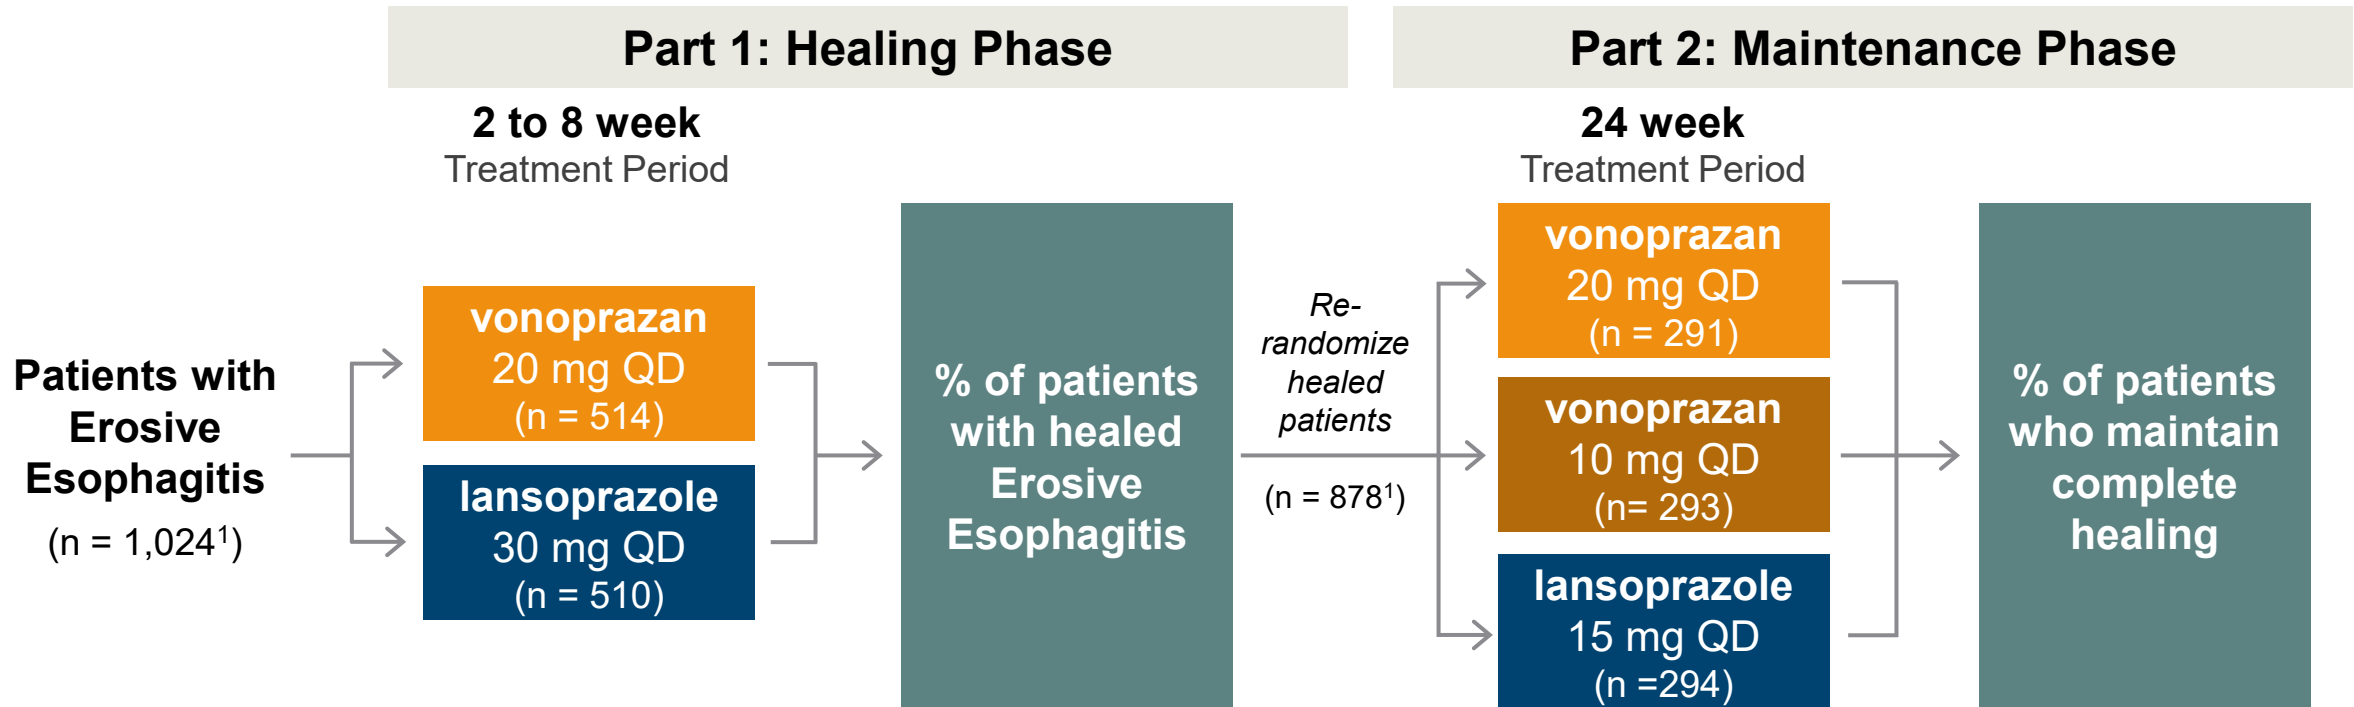 Part 1: Healing Phase
Part 2: Maintenance Phase
2 to 8 week
Treatment Period
24 week
Treatment Period
Patients with
Erosive
Esophagitis
(n = 1,024¹)
vonoprazan
20 mg QD
(n = 514)
lansoprazole
30 mg QD
(n = 510)
% of patients
with healed
Erosive
Esophagitis
Re-
randomize
healed
patients
(n = 878¹)
vonoprazan
20 mg QD
(n = 291)
vonoprazan
10 mg QD
(n= 293)
lansoprazole
15 mg QD
(n =294)
% of patients
who maintain
complete
healing